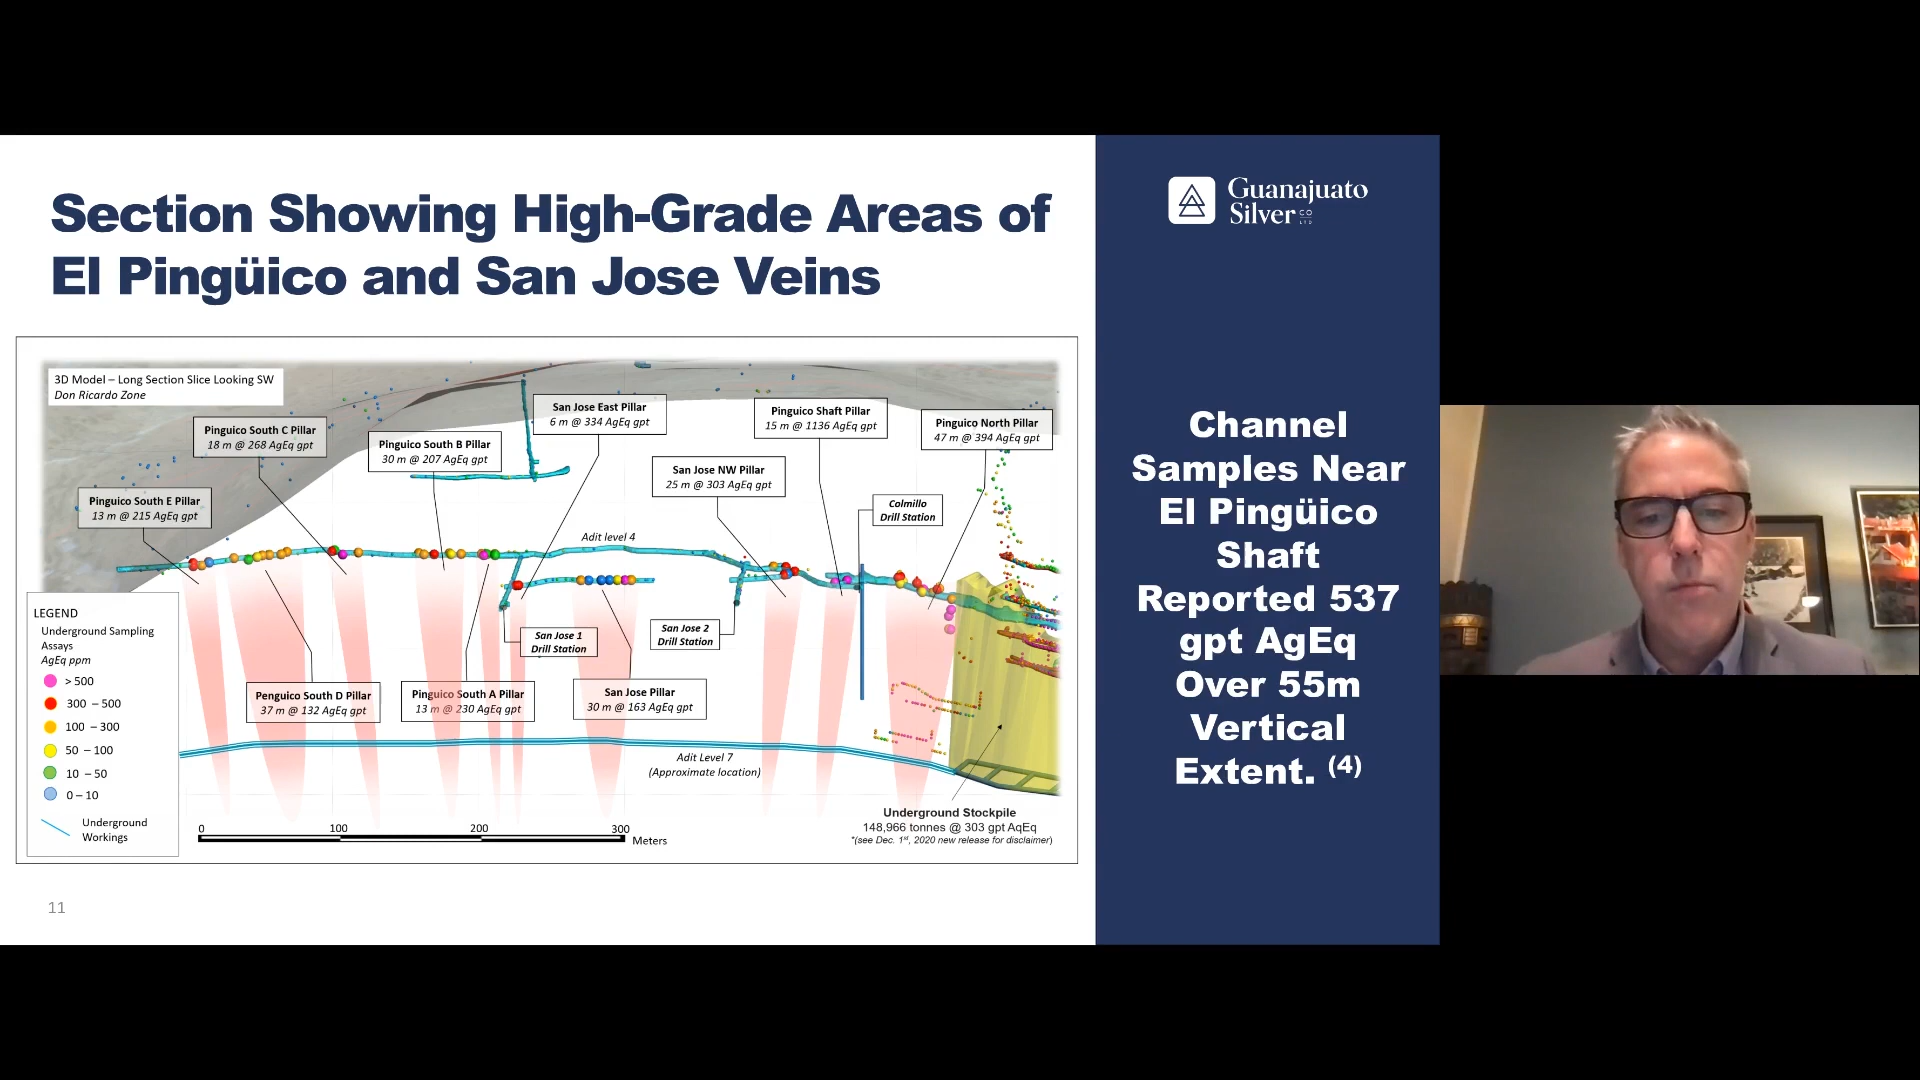 Section Showing High-Grade Areas of
El Pingüico and San Jose Veins
Guanajuato
Silver CO LTD
3D Model – Long Section Slice Looking SW
Don Ricardo Zone
Pinguico South C Pillar
18 m @ 268 AgEq gpt
Pinguico South B Pillar
30 m @ 207 AgEq gpt
San Jose East Pillar
6 m @ 334 AgEq gpt
Pinguico Shaft Pillar
15 m @ 1136 AgEq gpt
Pinguico North Pillar
47 m @ 394 AgEq gpt
San Jose NW Pillar
25 m @ 303 AgEq gpt
Pinguico South E Pillar
13 m @ 215 AgEq gpt
Colmillo
Drill Station
Adit level 4
San Jose 1
Drill Station
San Jose 2
Drill Station
Penguico South D Pillar
37 m @ 132 AgEq gpt
Pinguico South A Pillar
13 m @ 230 AgEq gpt
San Jose Pillar
30 m @ 163 AgEq gpt
Adit Level 7
(Approximate location)
LEGEND
Underground Sampling
Assays
AgEq ppm
> 500
300 – 500
100 – 300
50 – 100
10 – 50
0 – 10
Underground
Workings
0 100 200 300
Meters
Underground Stockpile
148,966 tonnes @ 303 gpt AqEq
*(see Dec. 1st, 2020 new release for disclaimer)
Channel
Samples Near
El Pingüico
Shaft
Reported 537
gpt AgEq
Over 55m
Vertical
Extent. (4)
11